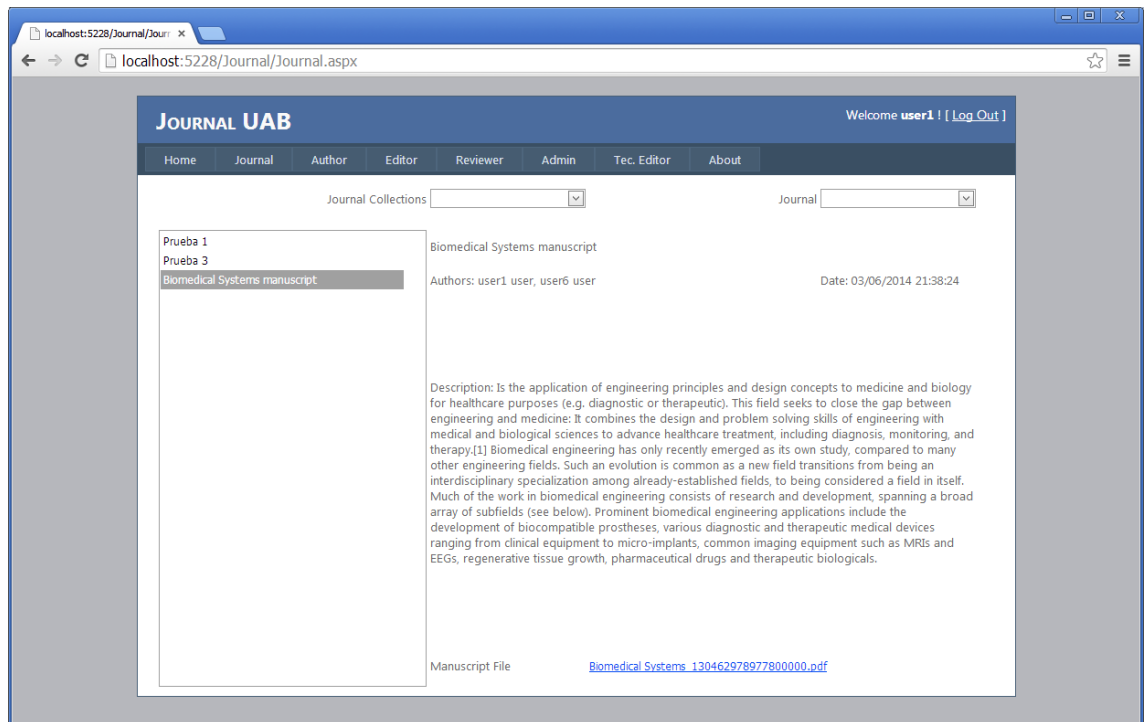 localhost:5228/Journal/Jour
localhost:5228/Journal/Journal.aspx
JOURNAL UAB
Welcome user1 ! [ Log Out ]
Home Journal Author Editor Reviewer Admin Tec. Editor About
Journal Collections
Journal
Prueba 1
Prueba 3
Biomedical Systems manuscript
Biomedical Systems manuscript
Authors: user1 user, user6 user
Date: 03/06/2014 21:38:24
Description: Is the application of engineering principles and design concepts to medicine and biology
for healthcare purposes (e.g. diagnostic or therapeutic). This field seeks to close the gap between
engineering and medicine: It combines the design and problem solving skills of engineering with
medical and biological sciences to advance healthcare treatment, including diagnosis, monitoring, and
therapy.[1] Biomedical engineering has only recently emerged as its own study, compared to many
other engineering fields. Such an evolution is common as a new field transitions from being an
interdisciplinary specialization among already-established fields, to being considered a field in itself.
Much of the work in biomedical engineering consists of research and development, spanning a broad
array of subfields (see below). Prominent biomedical engineering applications include the
development of biocompatible prostheses, various diagnostic and therapeutic medical devices
ranging from clinical equipment to micro-implants, common imaging equipment such as MRIs and
EEGs, regenerative tissue growth, pharmaceutical drugs and therapeutic biologicals.
Manuscript File
Biomedical Systems_130462978977800000.pdf